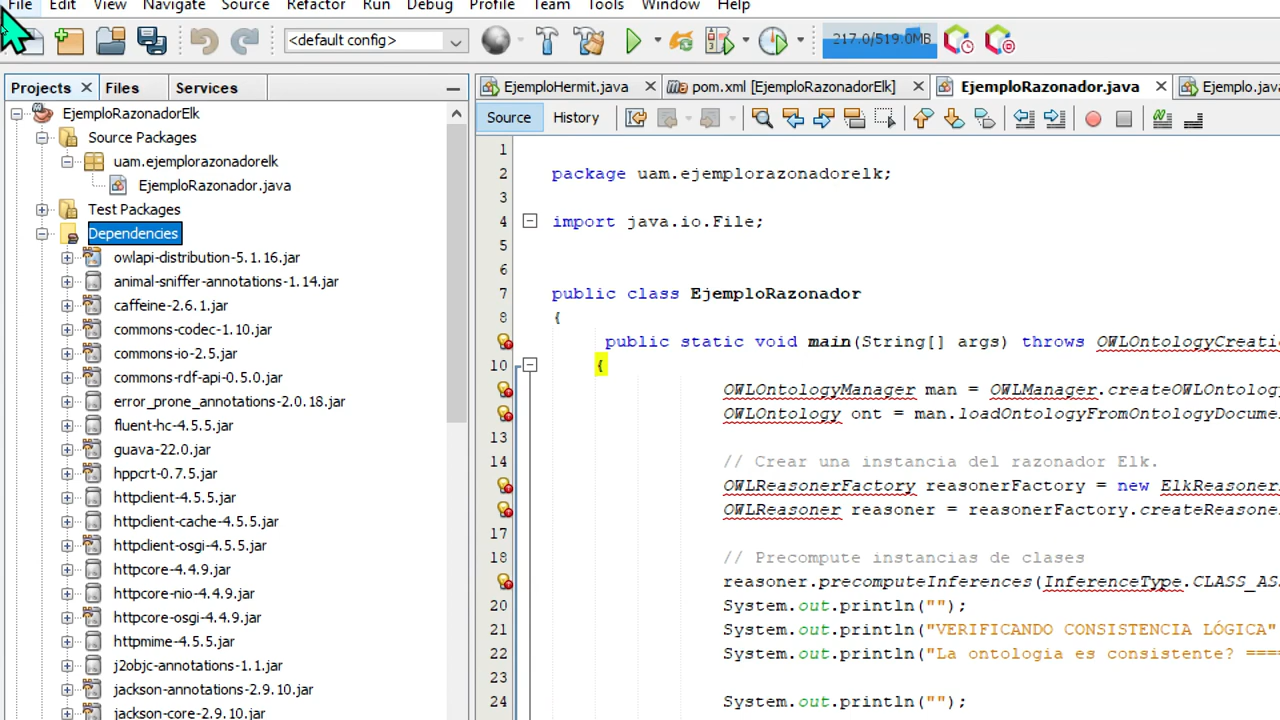 File Edit View Navigate Source Refactor Run Debug Profile Team Tools Window Help
<default config> 217.0/519.0MB
Projects Files Services
EjemploRazonadorElk
Source Packages
uam.ejemplorazonadorelk
EjemploRazonador.java
Test Packages
Dependencies
owlapi-distribution-5.1.16.jar
animal-sniffer-annotations-1.14.jar
caffeine-2.6.1.jar
commons-codec-1.10.jar
commons-io-2.5.jar
commons-rdf-api-0.5.0.jar
error_prone_annotations-2.0.18.jar
fluent-hc-4.5.5.jar
guava-22.0.jar
hppcrt-0.7.5.jar
httpclient-4.5.5.jar
httpclient-cache-4.5.5.jar
httpclient-osgi-4.5.5.jar
httpcore-4.4.9.jar
httpcore-nio-4.4.9.jar
httpcore-osgi-4.4.9.jar
httpmime-4.5.5.jar
j2objc-annotations-1.1.jar
jackson-annotations-2.9.10.jar
jackson-core-2.9.10.jar
EjemploHermit.java pom.xml [EjemploRazonadorElk] EjemploRazonador.java Ejemplo.java
Source History
1
2 package uam.ejemplorazonadorelk;
3
4 import java.io.File;
5
6
7 public class EjemploRazonador
8 {
public static void main(String[] args) throws OWLOntologyCreatio
10 {
OWLOntologyManager man = OWLManager.createOWLOntolog
OWLOntology ont = man.loadOntologyFromOntologyDocume
13
14 // Crear una instancia del razonador Elk.
OWLReasonerFactory reasonerFactory = new ElkReasoner
OWLReasoner reasoner = reasonerFactory.createReasone
17
18 // Precompute instancias de clases
reasoner.precomputeInferences(InferenceType.CLASS_AS
20 System.out.println("");
21 System.out.println("VERIFICANDO CONSISTENCIA LÓGICA"
22 System.out.println("La ontologia es consistente? ====
23
24 System.out.println("");